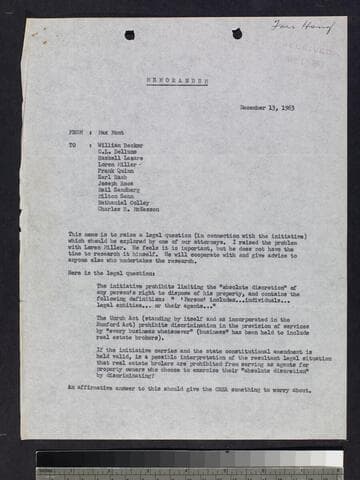 Fair Housing
RECEIVED
MEMORANDUM
December 13, 1963
FROM : Max Mont
TO : William Becker
C.L. Dellums
Haskell Lazere
Loren Miller
Frank Quinn
Earl Raab
Joseph Roos
Neil Sandberg
Milton Senn
Nathaniel Colley
Charles E. McKesson
This memo is to raise a legal question (in connection with the initiative)
which should be explored by one of our attorneys. I raised the problem
with Loren Miller. He feels it is important, but he does not have the
time to research it himself. He will cooperate with and give advice to
anyone else who undertakes the research.
Here is the legal question:
The initiative prohibits limiting the "absolute discretion" of
any person's right to dispose of his property, and contains the
following definition: " 'Person' includes...individuals...
legal entities... or their agents..."
The Unruh Act (standing by itself and as incorporated in the
Rumford Act) prohibits discrimination in the provision of services
by "every business whatsoever" (business" has been held to include
real estate brokers).
If the initiative carries and the state constitutional amendment is
held valid, is a possible interpretation of the resultant legal situation
that real estate brokers are prohibited from serving as agents for
property owners who choose to exercise their "absolute discretion"
by discriminating?
An affirmative answer to this should give the CREA something to worry about.